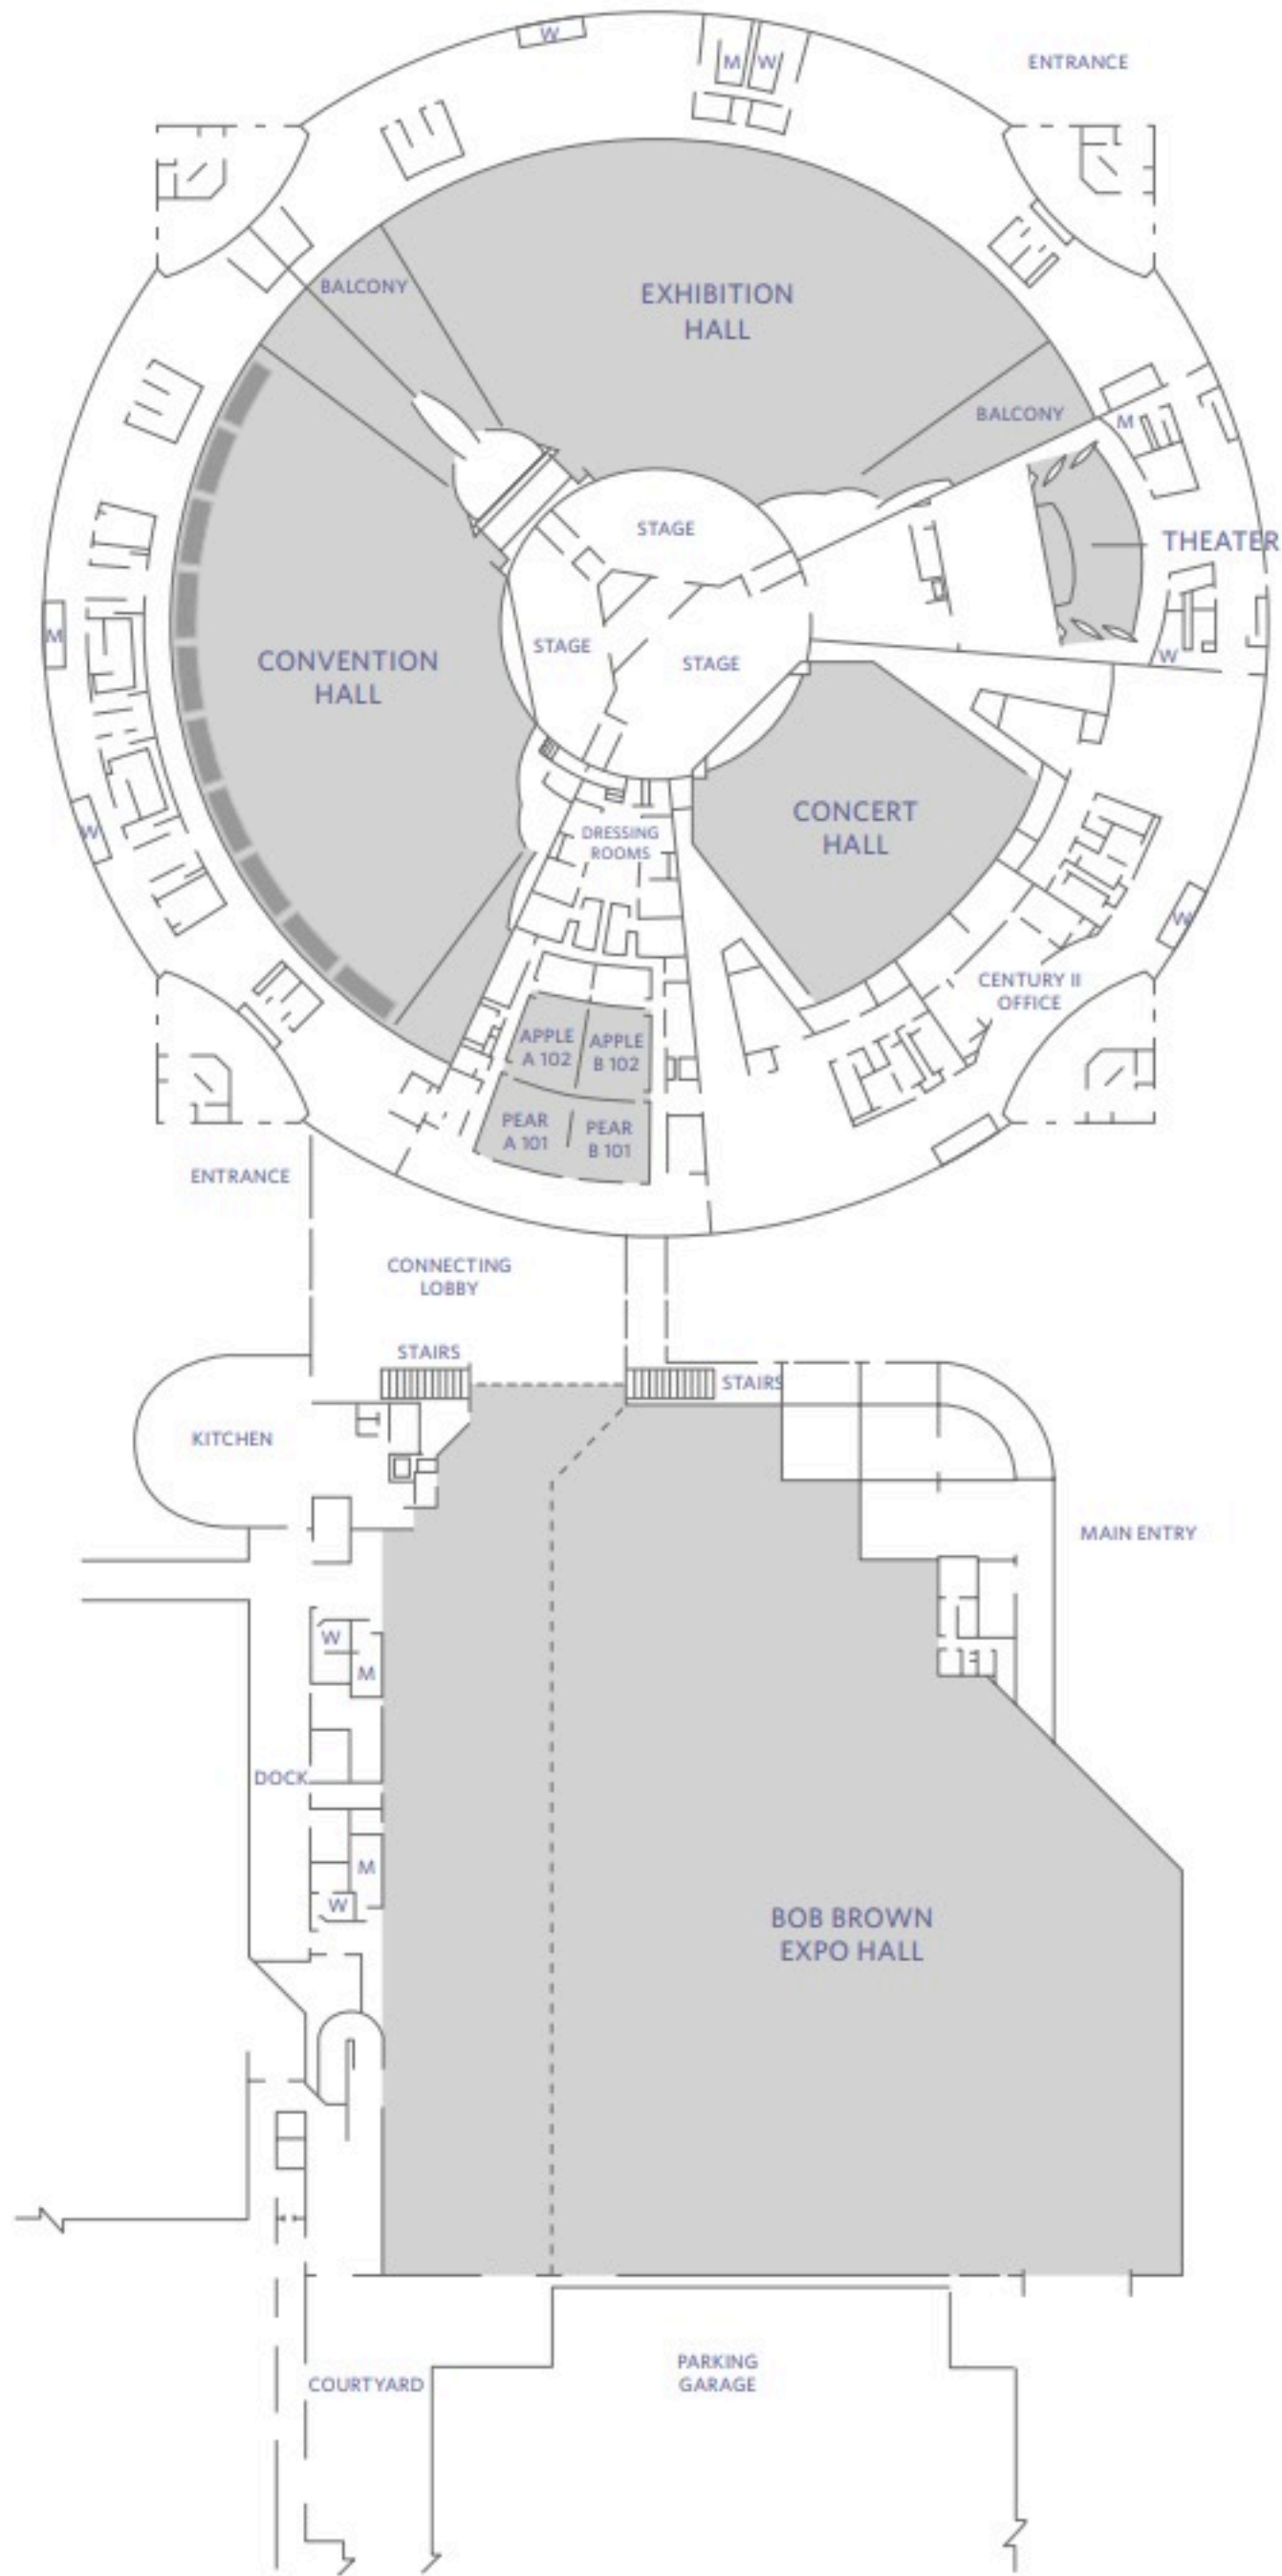 W
M
W
ENTRANCE
BALCONY
EXHIBITION
HALL
BALCONY
M
STAGE
THEATER
M
STAGE
STAGE
W
CONVENTION
HALL
W
DRESSING
ROOMS
CONCERT
HALL
W
CENTURY II
OFFICE
APPLE
A 102
APPLE
B 102
PEAR
A 101
PEAR
B 101
ENTRANCE
CONNECTING
LOBBY
STAIRS
STAIRS
KITCHEN
MAIN ENTRY
W
M
DOCK
M
W
BOB BROWN
EXPO HALL
COURTYARD
PARKING
GARAGE